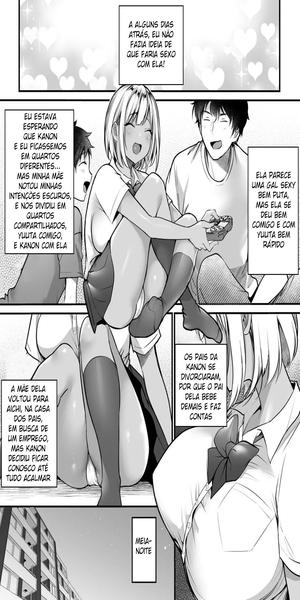 A ALGUNS DIAS
ATRÁS, EU NÃO
FAZIA IDEIA DE
QUE FARIA SEXO
COM ELA!
EU ESTAVA
ESPERANDO
QUE KANON
E EU FICASSEMOS
EM QUARTOS
DIFERENTES...
MAS MINHA MÃE
NOTOU MINHAS
INTENCÕES ESCUROS,
E NOS DIVIDIU EM
QUARTOS
COMPARTILHADOS,
YUUTA COMIGO,
E KANON COM ELA
ELA PARECE
UMA GAL SEXY
BEM PUTA,
MAS ELA SE
DEU BEM
COMIGO E COM
YUUTA BEM
RÁPIDO
OS PAIS DA
KANON SE
DIVORCIARAM,
POR QUE O PAI
DELA BEBE
DEMAIS E FAZ
CONTAS
A MÃE DELA
VOLTOU PARA
AICHI, NA CASA
DOS PAIS,
EM BUSCA DE
UM EMPREGO,
MAS KANON
DECIDIU FICAR
CONOSCO ATÉ
TUDO ACALMAR
MEIA-
NOITE